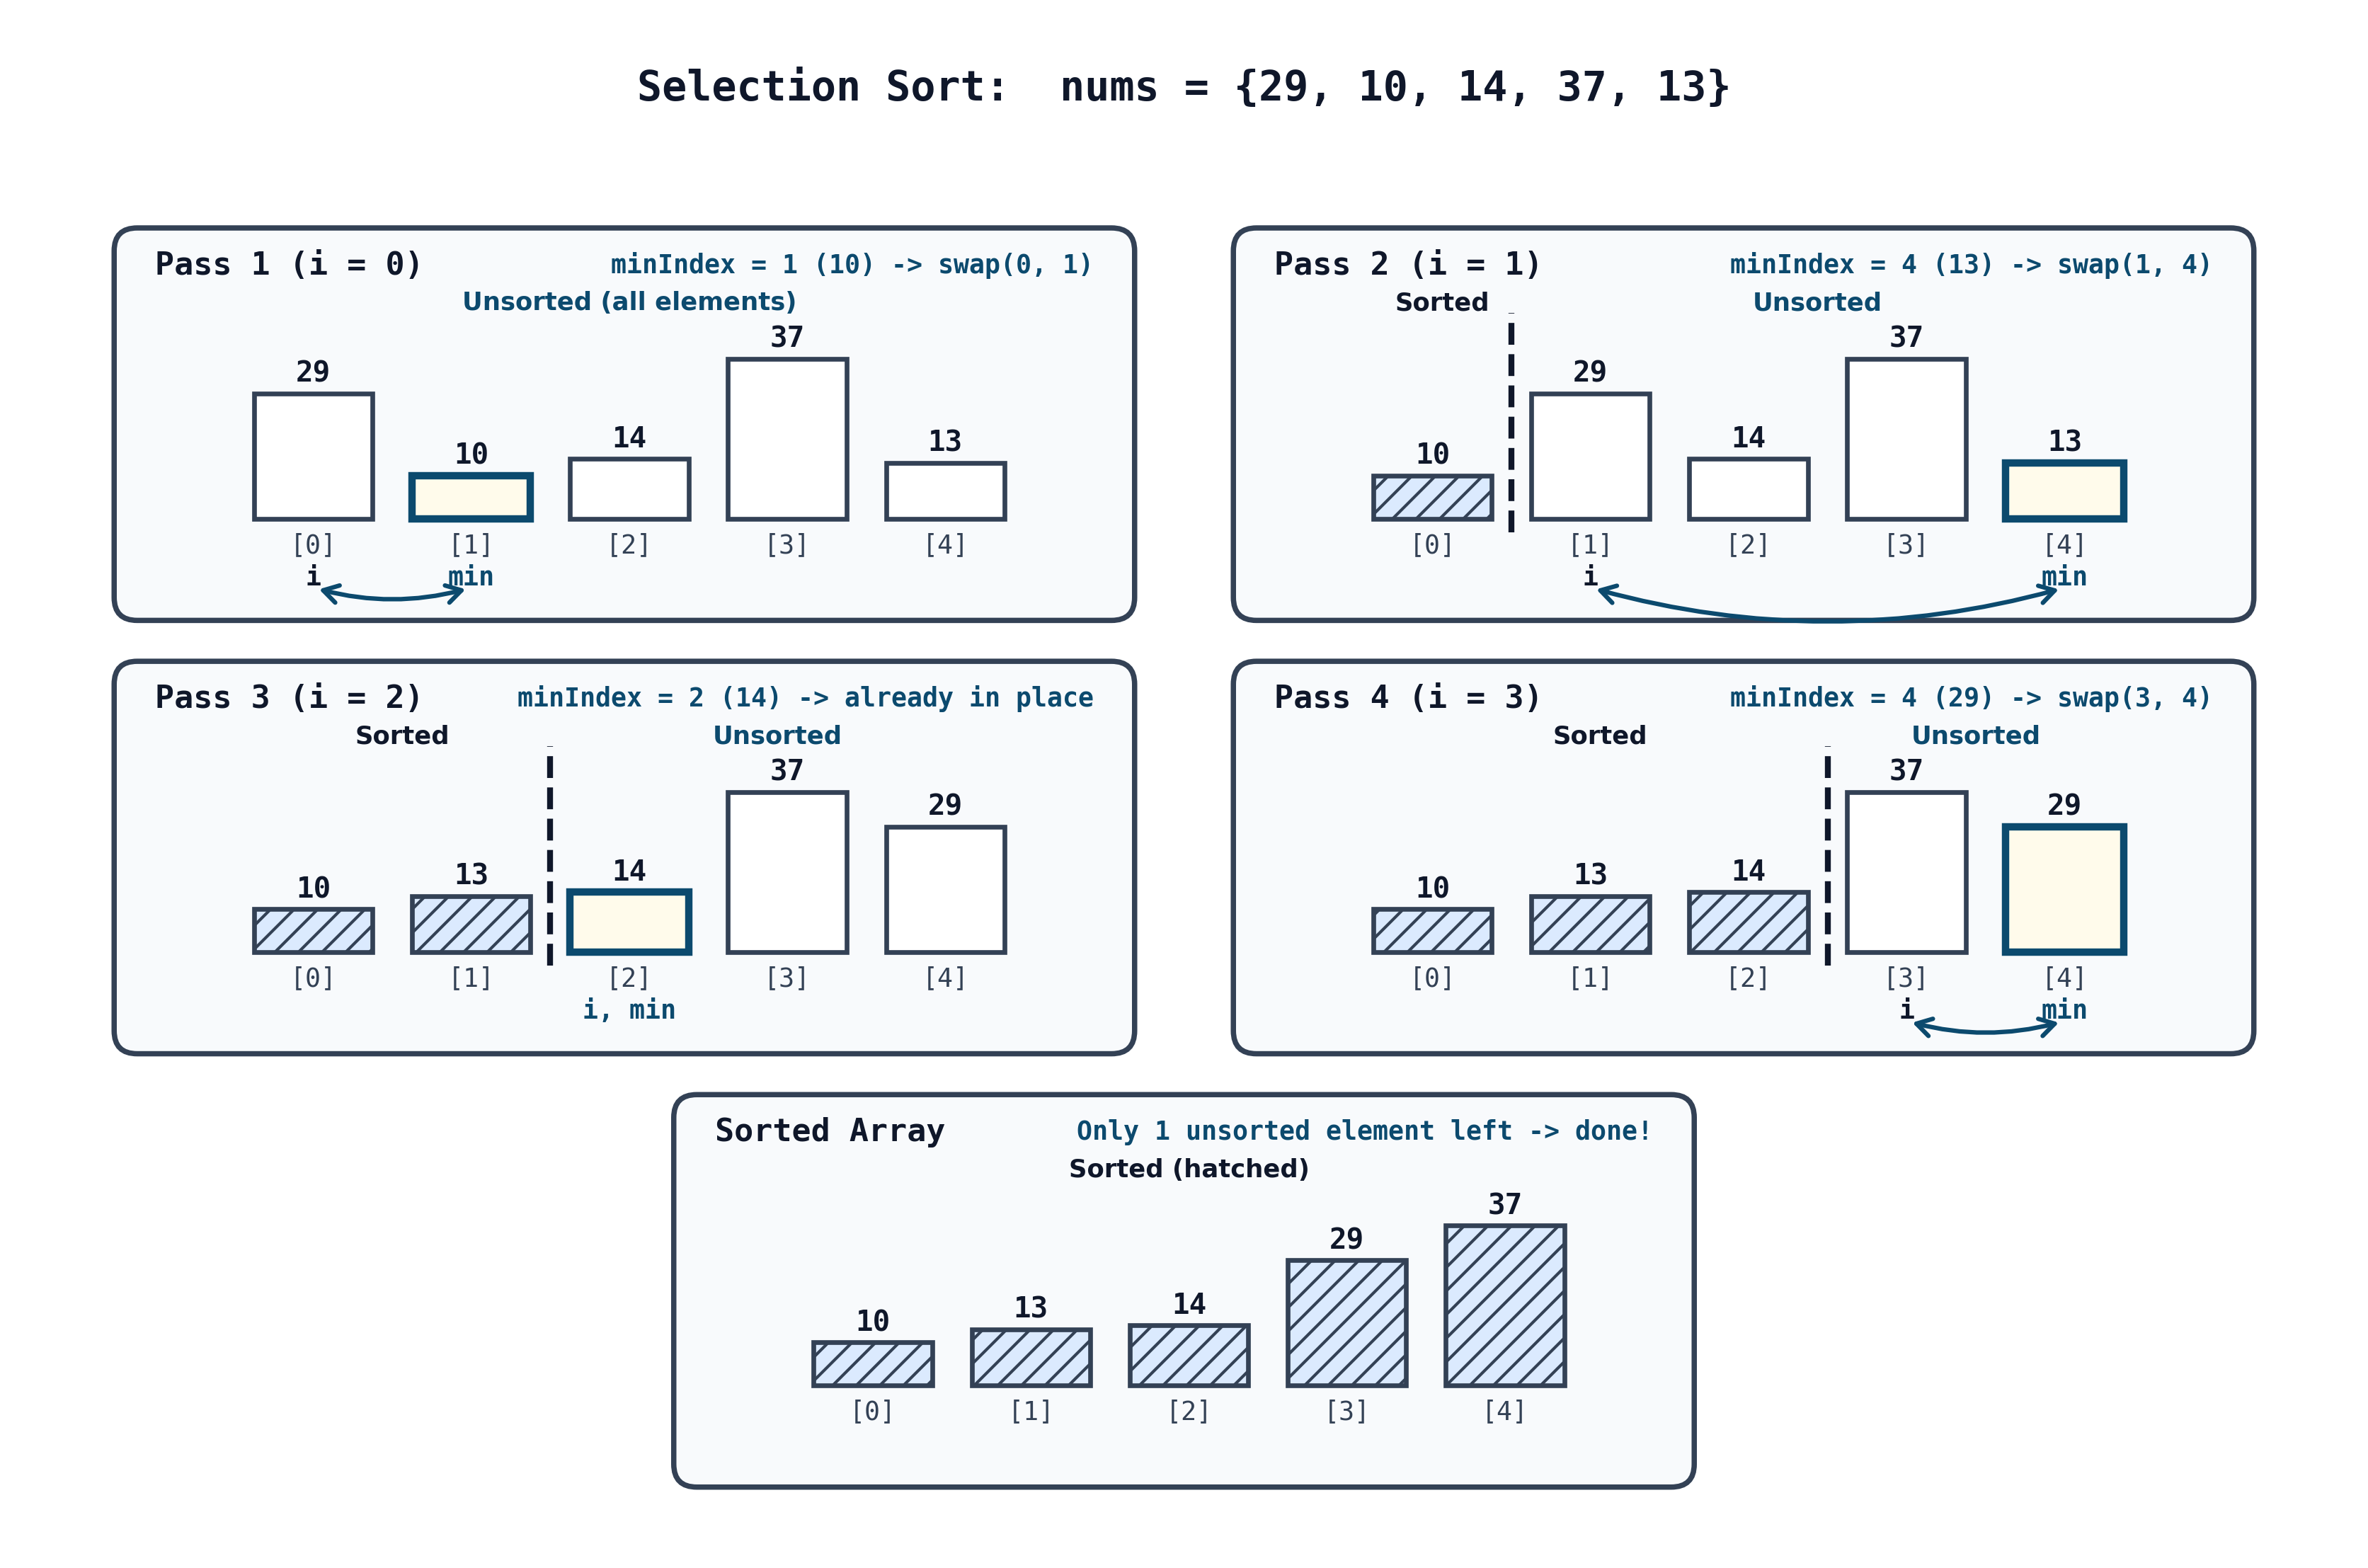 Selection Sort:  nums = {29, 10, 14, 37, 13}
Pass 1 (i = 0)
minIndex = 1 (10) -> swap(0, 1)
Unsorted (all elements)
29 10 14 37 13
[0] [1] [2] [3] [4]
i min
Pass 2 (i = 1)
minIndex = 4 (13) -> swap(1, 4)
Sorted Unsorted
10 29 14 37 13
[0] [1] [2] [3] [4]
i min
Pass 3 (i = 2)
minIndex = 2 (14) -> already in place
Sorted Unsorted
10 13 14 37 29
[0] [1] [2] [3] [4]
i, min
Pass 4 (i = 3)
minIndex = 4 (29) -> swap(3, 4)
Sorted Unsorted
10 13 14 37 29
[0] [1] [2] [3] [4]
i min
Sorted Array
Only 1 unsorted element left -> done!
Sorted (hatched)
10 13 14 29 37
[0] [1] [2] [3] [4]